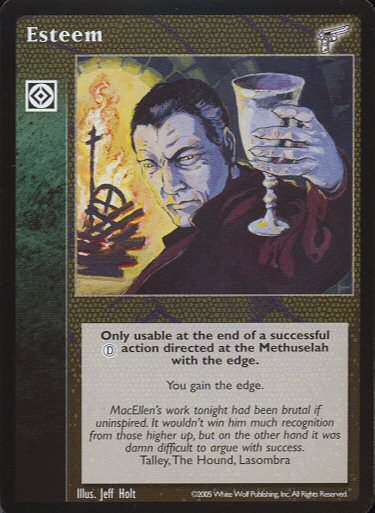 Esteem
Only usable at the end of a successful
Ⓓ action directed at the Methuselah
with the edge.
You gain the edge.
MacEllen's work tonight had been brutal if
uninspired. It wouldn't win him much recognition
from those higher up, but on the other hand it was
damn difficult to argue with success.
Talley, The Hound, Lasombra
Illus. Jeff Holt
©2005 White Wolf Publishing, Inc. All Rights Reserved.